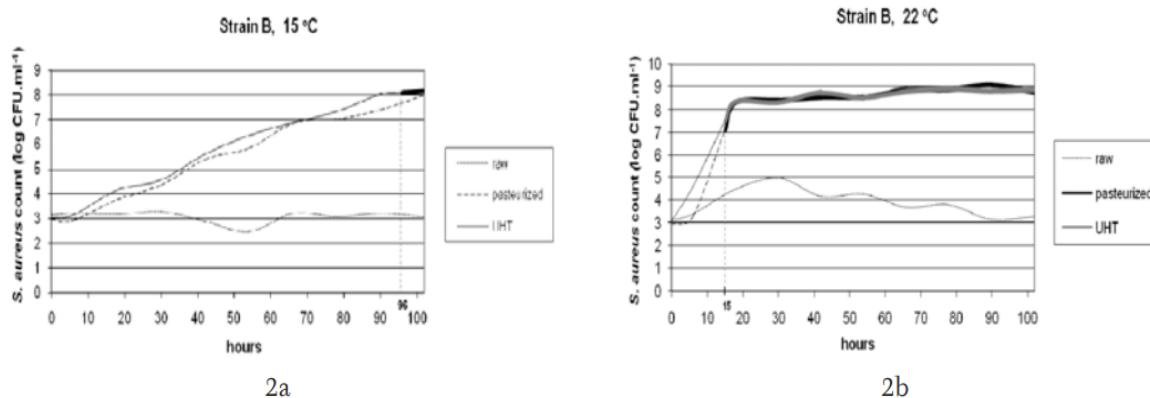 Strain B, 15 ºC
S. aureus count (log CFU.ml⁻¹)
9
8
7
6
5
4
3
2
1
0
0 10 20 30 40 50 60 70 80 90 100
96
hours
raw
pasteurized
UHT
2a
Strain B, 22 ºC
S. aureus count (log CFU.ml⁻¹)
10
9
8
7
6
5
4
3
2
1
0
0 10 20 30 40 50 60 70 80 90 100
15
hours
raw
pasteurized
UHT
2b